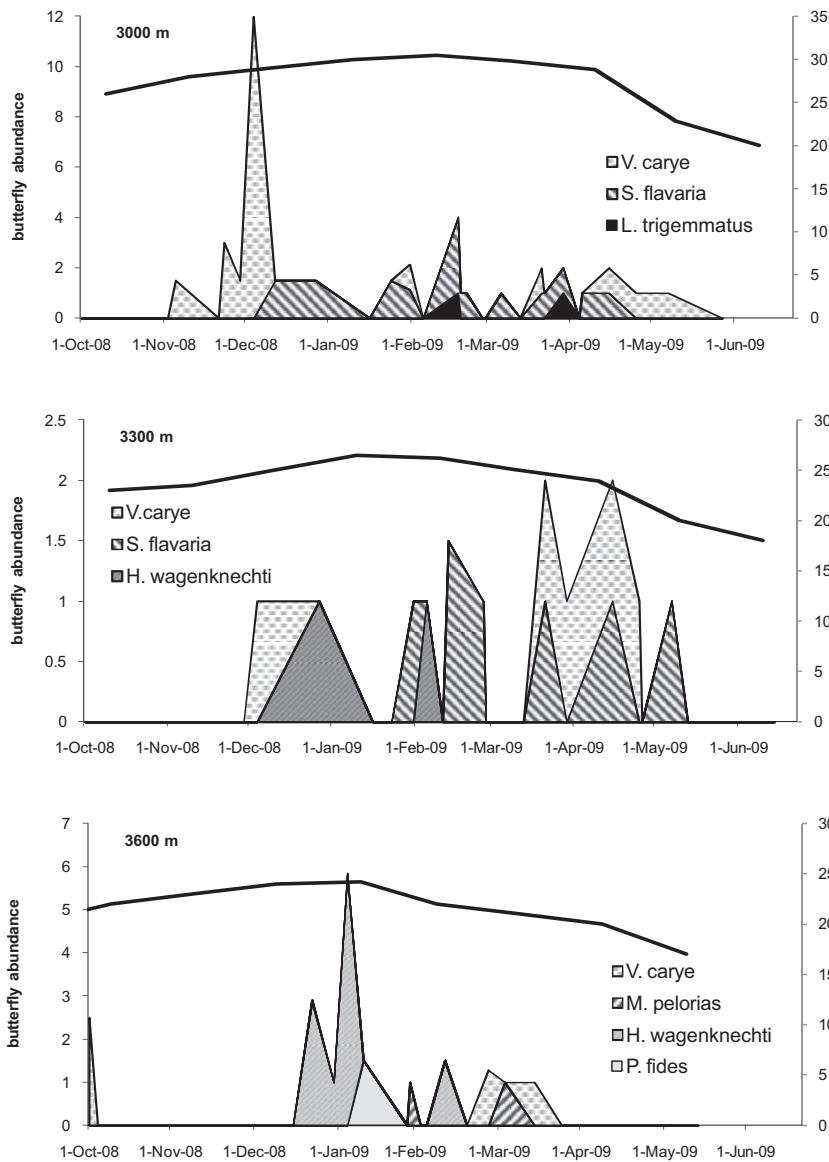 3000 m
12
10
8
6
4
2
0
35
30
25
20
15
10
5
0
butterfly abundance
V. carye
S. flavaria
L. trigemmatus
1-Oct-08 1-Nov-08 1-Dec-08 1-Jan-09 1-Feb-09 1-Mar-09 1-Apr-09 1-May-09 1-Jun-09
3300 m
2.5
2
1.5
1
0.5
0
30
25
20
15
10
5
0
butterfly abundance
V.carye
S. flavaria
H. wagenknechti
1-Oct-08 1-Nov-08 1-Dec-08 1-Jan-09 1-Feb-09 1-Mar-09 1-Apr-09 1-May-09 1-Jun-09
3600 m
7
6
5
4
3
2
1
0
30
25
20
15
10
5
0
butterfly abundance
V. carye
M. pelorias
H. wagenknechti
P. fides
1-Oct-08 1-Nov-08 1-Dec-08 1-Jan-09 1-Feb-09 1-Mar-09 1-Apr-09 1-May-09 1-Jun-09